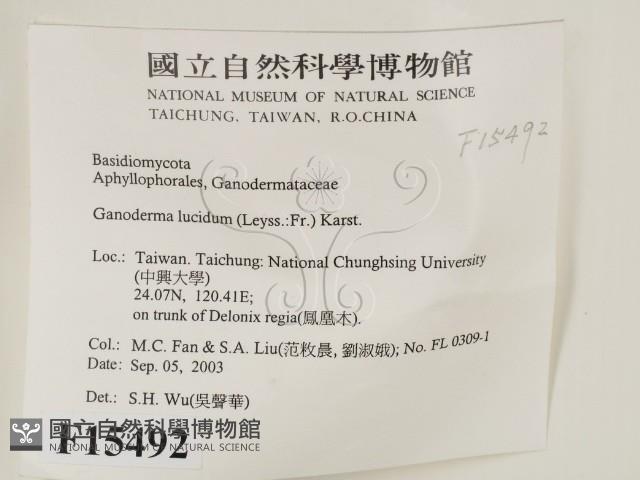 國立自然科學博物館
NATIONAL MUSEUM OF NATURAL SCIENCE
TAICHUNG, TAIWAN, R.O.CHINA
F15492
Basidiomycota
Aphyllophorales, Ganodermataceae
Ganoderma lucidum (Leyss.:Fr.) Karst.
Loc.: Taiwan. Taichung: National Chunghsing University
(中興大學)
24.07N, 120.41E;
on trunk of Delonix regia(鳳凰木).
Col.: M.C. Fan & S.A. Liu(范敉晨, 劉淑娥); No. FL 0309-1
Date: Sep. 05, 2003
Det.: S.H. Wu(吳聲華)
國立自然科學博物館
NATIONAL MUSEUM OF NATURAL SCIENCE
F15492